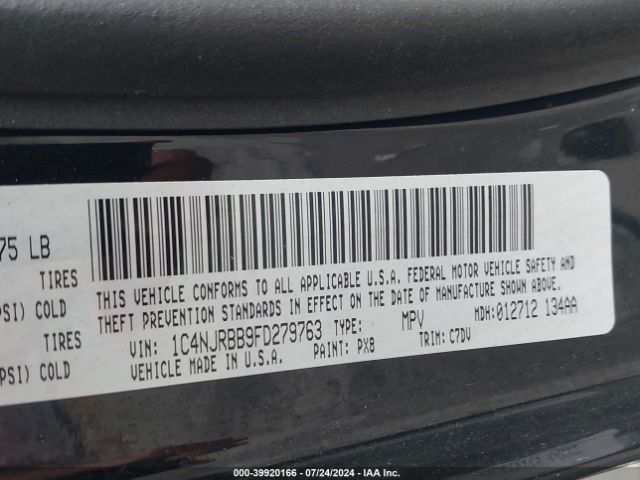 75 LB
TIRES
PSI) COLD
TIRES
PSI) COLD
THIS VEHICLE CONFORMS TO ALL APPLICABLE U.S.A. FEDERAL MOTOR VEHICLE SAFETY AND
THEFT PREVENTION STANDARDS IN EFFECT ON THE DATE OF MANUFACTURE SHOWN ABOVE.
VIN: 1C4NJRBB9FD279763 TYPE: MPV MDH:012712 134AA
VEHICLE MADE IN U.S.A. PAINT: PX8 TRIM: C7DV
000-39920166 - 07/24/2024 - IAA Inc.